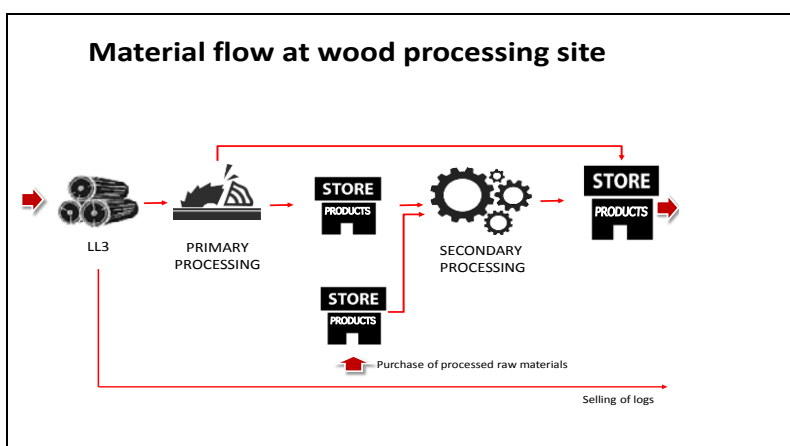 Material flow at wood processing site
STORE
PRODUCTS
STORE
PRODUCTS
LL3
PRIMARY
PROCESSING
SECONDARY
PROCESSING
STORE
PRODUCTS
Purchase of processed raw materials
Selling of logs